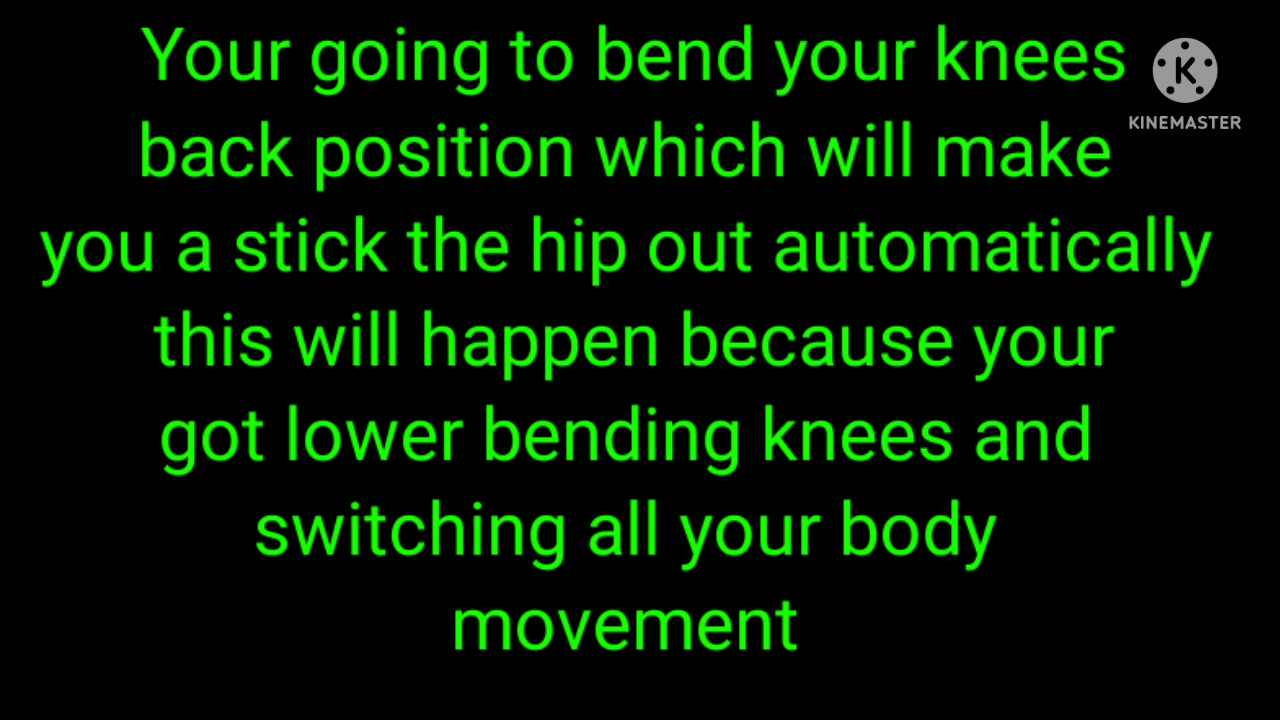 Your going to bend your knees
back position which will make
you a stick the hip out automatically
this will happen because your
got lower bending knees and
switching all your body
movement
K
KINEMASTER